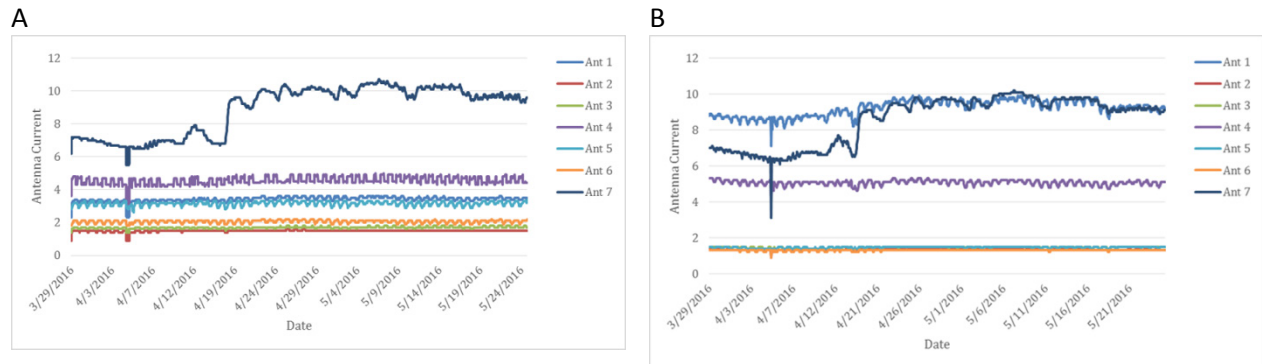 A
B
12
10
8
6
4
2
0
Antenna Current
3/29/2016
4/3/2016
4/7/2016
4/12/2016
4/19/2016
4/24/2016
4/29/2016
5/4/2016
5/9/2016
5/14/2016
5/19/2016
5/24/2016
Date
Ant 1
Ant 2
Ant 3
Ant 4
Ant 5
Ant 6
Ant 7
12
10
8
6
4
2
0
Antenna Current
3/29/2016
4/3/2016
4/7/2016
4/12/2016
4/21/2016
4/26/2016
5/1/2016
5/6/2016
5/11/2016
5/16/2016
5/21/2016
Date
Ant 1
Ant 2
Ant 3
Ant 4
Ant 5
Ant 6
Ant 7